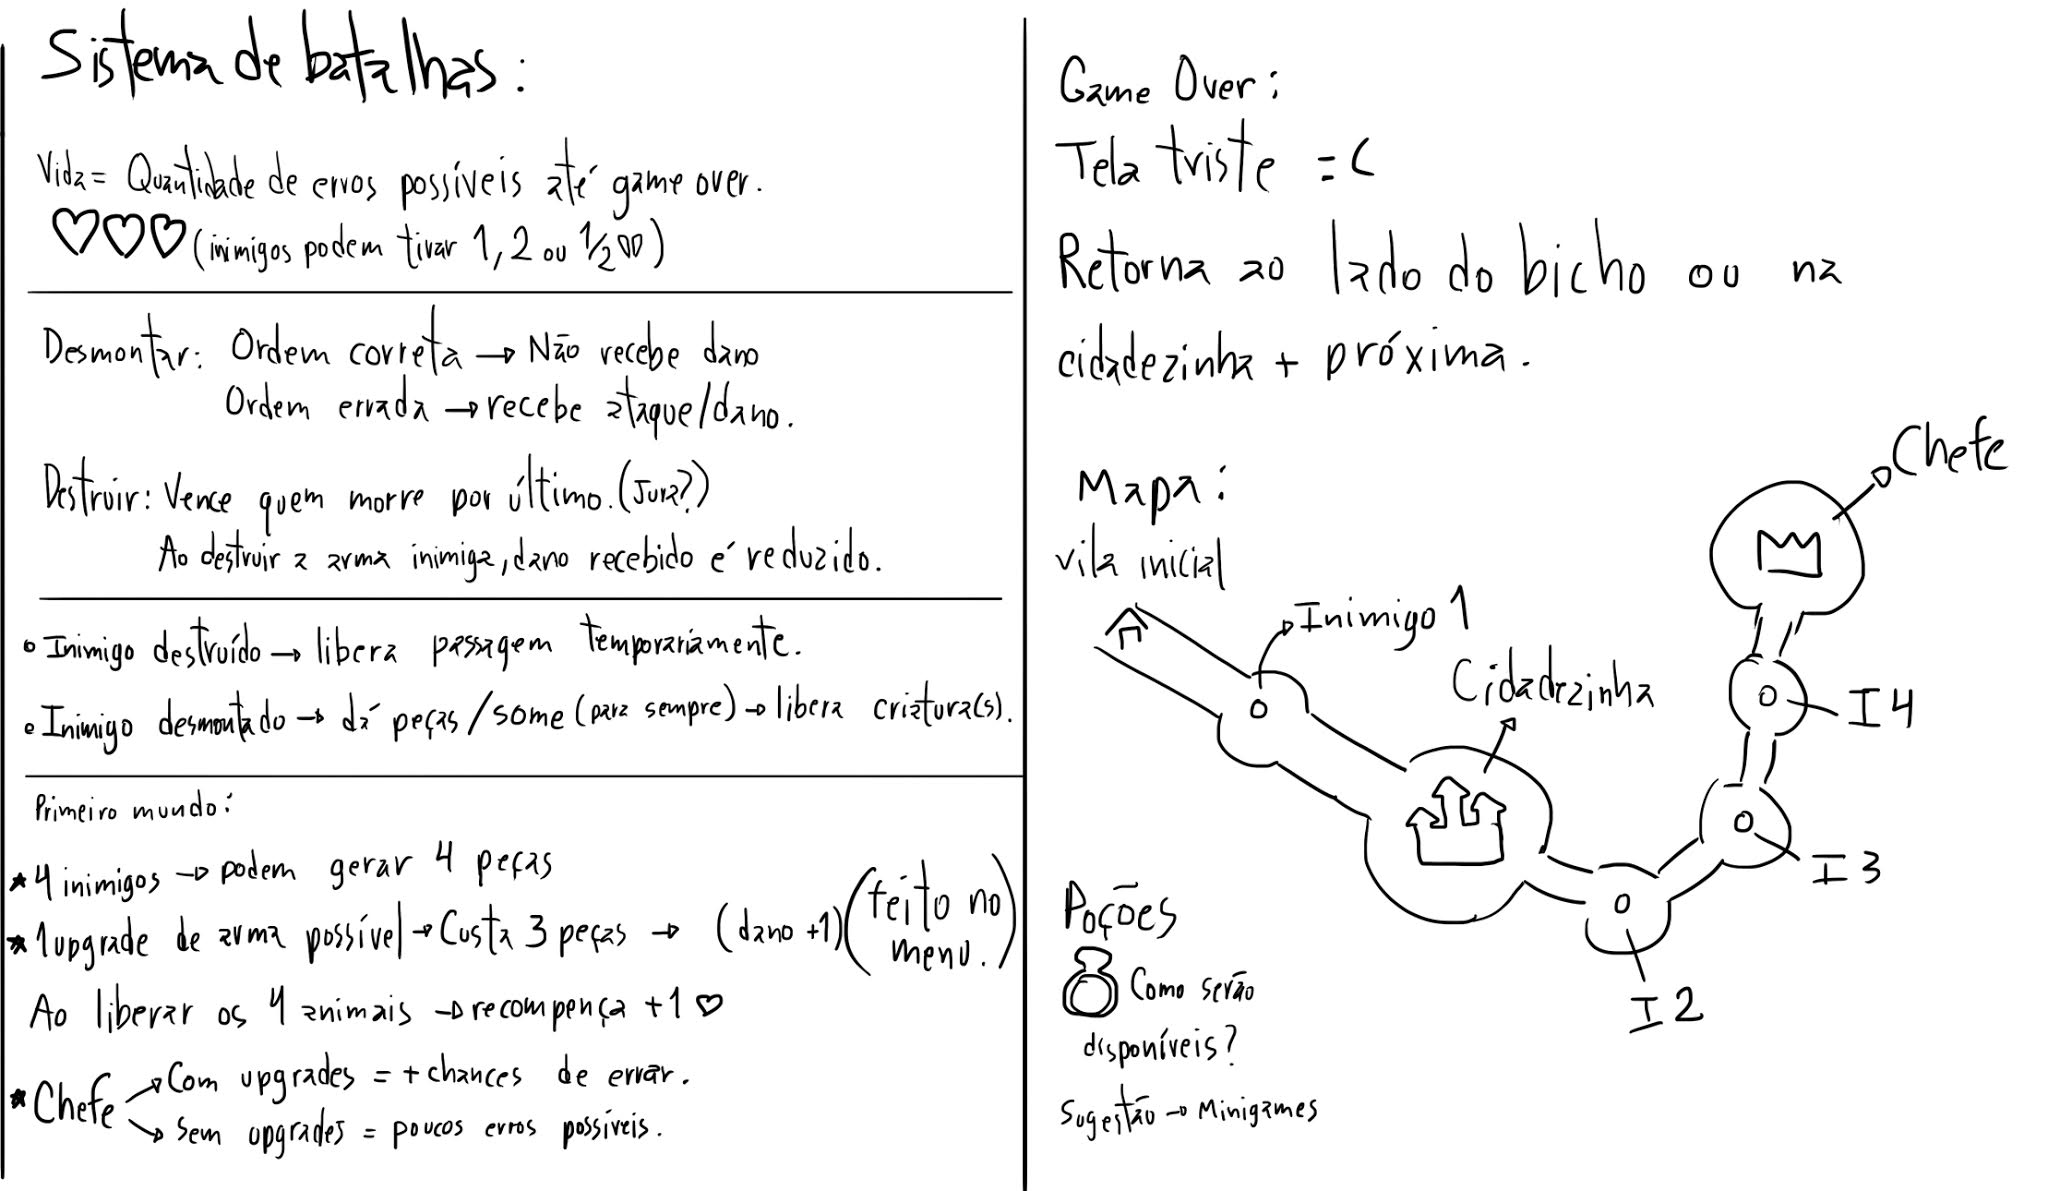 Sistema de batalhas:
Vida = Quantidade de erros possíveis até game over.
♡♡♡ (inimigos podem tirar 1, 2 ou 1/2 ♡)
Desmontar: Ordem correta → Não recebe dano
Ordem errada → recebe ataque/dano.
Destruir: Vence quem morre por último. (Jura?)
Ao destruir a arma inimiga, dano recebido é reduzido.
• Inimigo destruído → libera passagem temporariamente.
• Inimigo desmontado → dá peças/some (para sempre) → libera criatura(s).
Primeiro mundo:
★ 4 inimigos → podem gerar 4 peças
★ 1 upgrade de arma possível → Custa 3 peças → (dano +1) (feito no
menu.)
Ao liberar os 4 animais → recompença +1 ♡
★ Chefe → Com upgrades = + chances de errar.
→ Sem upgrades = poucos erros possíveis.
Game Over:
Tela triste =(
Retorna ao lado do bicho ou na
cidadezinha + próxima.
Mapa:
vila inicial
Inimigo 1
Cidadezinha
I2
I3
I4
Chefe
Poções
Como serão
disponíveis?
Sugestão → Minigames